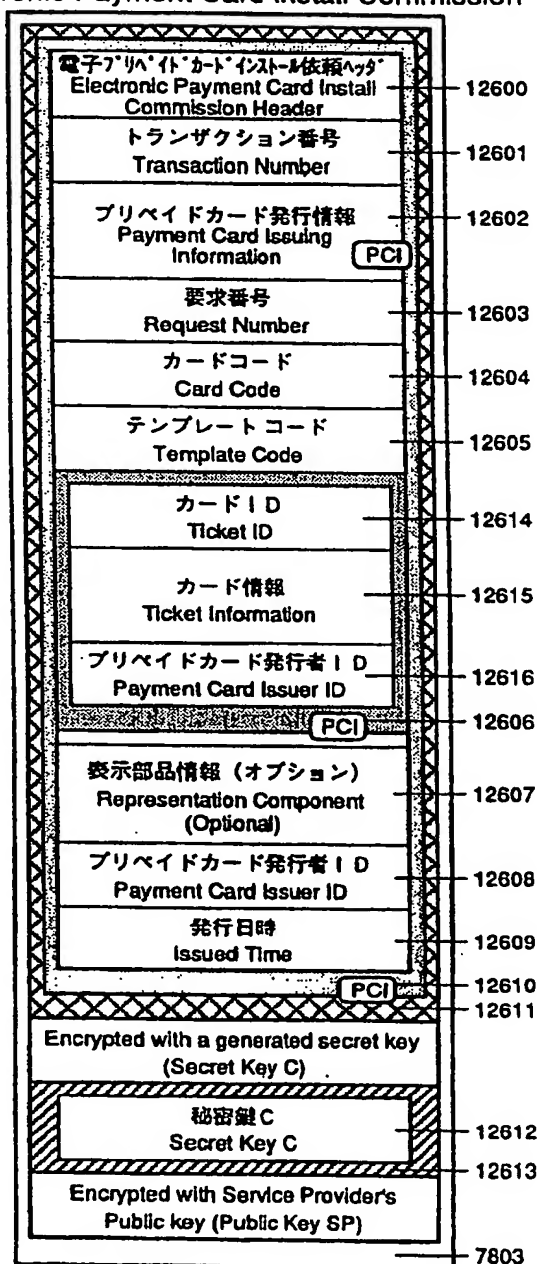 ronic Payment Card Install Commission
電子プリペイドカードインストール依頼ヘッダ
Electronic Payment Card Install
Commission Header
12600
トランザクション番号
Transaction Number
12601
プリペイドカード発行情報
Payment Card Issuing
Information
PCI
12602
要求番号
Request Number
12603
カードコード
Card Code
12604
テンプレートコード
Template Code
12605
カードID
Ticket ID
12614
カード情報
Ticket Information
12615
プリペイドカード発行者ID
Payment Card Issuer ID
12616
PCI
12606
表示部品情報(オプション)
Representation Component
(Optional)
12607
プリペイドカード発行者ID
Payment Card Issuer ID
12608
発行日時
Issued Time
12609
PCI
12610
12611
Encrypted with a generated secret key
(Secret Key C)
秘密鍵C
Secret Key C
12612
12613
Encrypted with Service Provider's
Public key (Public Key SP)
7803